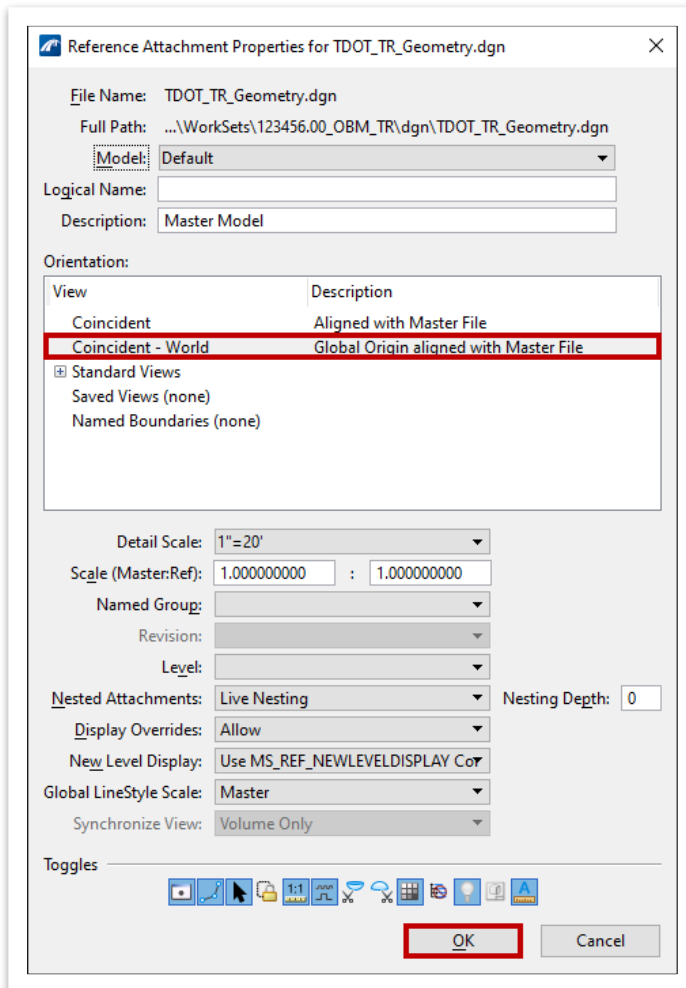 Reference Attachment Properties for TDOT_TR_Geometry.dgn
File Name: TDOT_TR_Geometry.dgn
Full Path: ...\WorkSets\123456.00_OBM_TR\dgn\TDOT_TR_Geometry.dgn
Model: Default
Logical Name:
Description: Master Model
Orientation:
View Description
Coincident Aligned with Master File
Coincident - World Global Origin aligned with Master File
Standard Views
Saved Views (none)
Named Boundaries (none)
Detail Scale: 1"=20'
Scale (Master:Ref): 1.000000000 : 1.000000000
Named Group:
Revision:
Level:
Nested Attachments: Live Nesting Nesting Depth: 0
Display Overrides: Allow
New Level Display: Use MS_REF_NEWLEVELDISPLAY Cor
Global LineStyle Scale: Master
Synchronize View: Volume Only
Toggles
1:1 A
OK Cancel